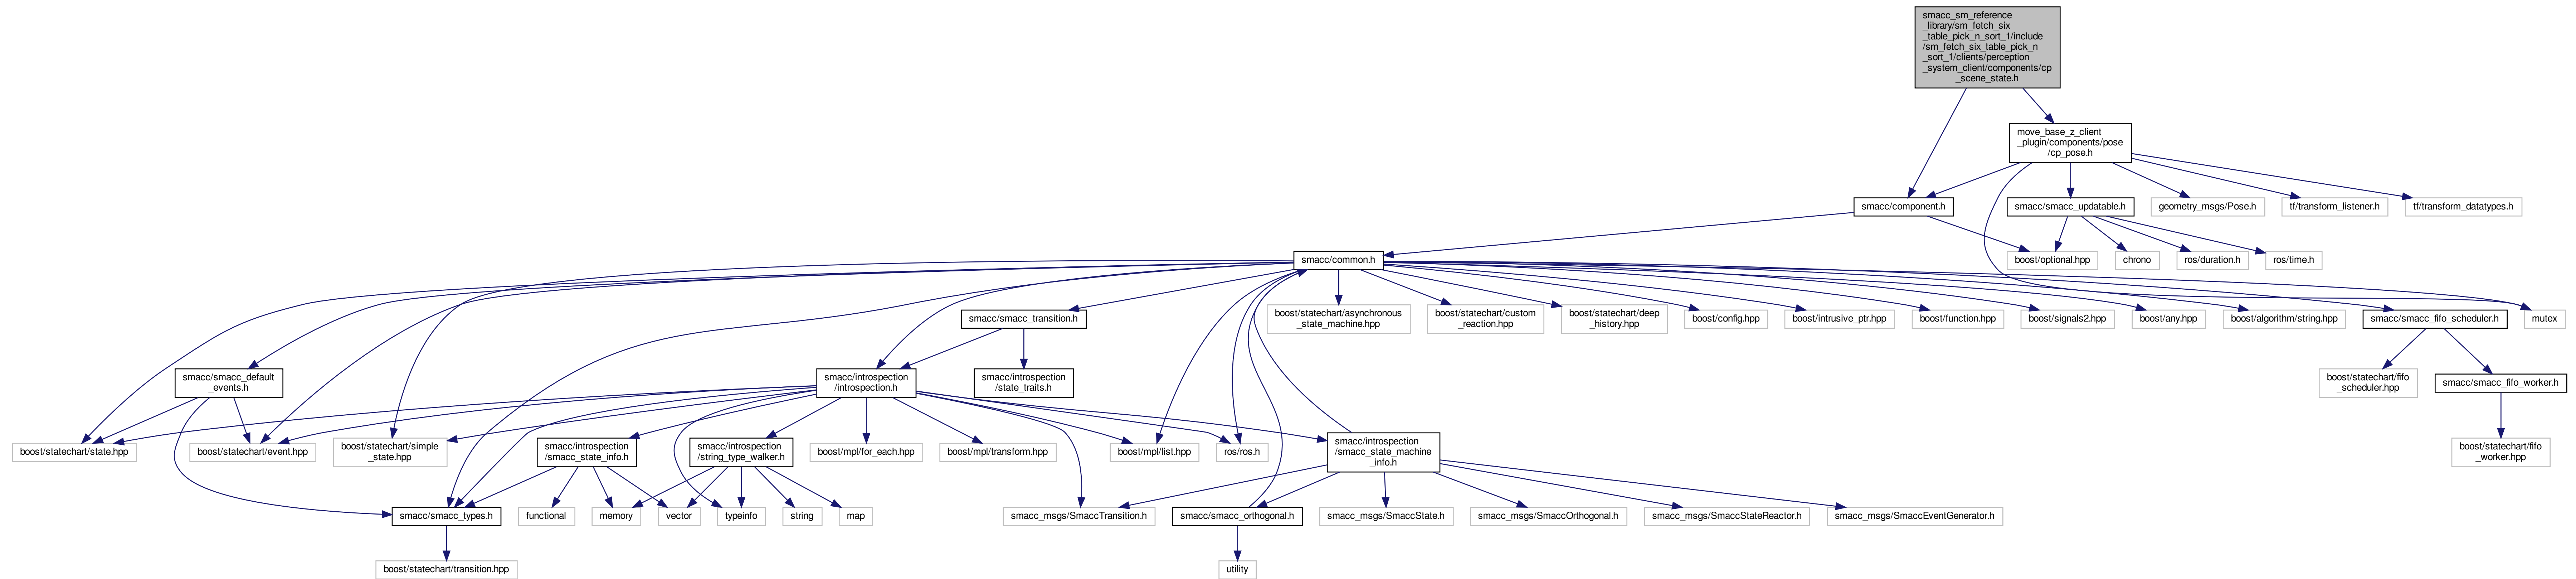 smacc_sm_reference
_library/sm_fetch_six
_table_pick_n_sort_1/include
/sm_fetch_six_table_pick_n
_sort_1/clients/perception
_system_client/components/cp
_scene_state.h
move_base_z_client
_plugin/components/pose
/cp_pose.h
smacc/component.h
smacc/smacc_updatable.h
geometry_msgs/Pose.h
tf/transform_listener.h
tf/transform_datatypes.h
smacc/common.h
boost/optional.hpp
chrono
ros/duration.h
ros/time.h
smacc/smacc_transition.h
boost/statechart/asynchronous
_state_machine.hpp
boost/statechart/custom
_reaction.hpp
boost/statechart/deep
_history.hpp
boost/config.hpp
boost/intrusive_ptr.hpp
boost/function.hpp
boost/signals2.hpp
boost/any.hpp
boost/algorithm/string.hpp
smacc/smacc_fifo_scheduler.h
mutex
smacc/smacc_default
_events.h
smacc/introspection
/introspection.h
smacc/introspection
/state_traits.h
boost/statechart/fifo
_scheduler.hpp
smacc/smacc_fifo_worker.h
boost/statechart/state.hpp
boost/statechart/event.hpp
boost/statechart/simple
_state.hpp
smacc/introspection
/smacc_state_info.h
smacc/introspection
/string_type_walker.h
boost/mpl/for_each.hpp
boost/mpl/transform.hpp
boost/mpl/list.hpp
ros/ros.h
smacc/introspection
/smacc_state_machine
_info.h
boost/statechart/fifo
_worker.hpp
smacc/smacc_types.h
functional
memory
vector
typeinfo
string
map
smacc_msgs/SmaccTransition.h
smacc/smacc_orthogonal.h
smacc_msgs/SmaccState.h
smacc_msgs/SmaccOrthogonal.h
smacc_msgs/SmaccStateReactor.h
smacc_msgs/SmaccEventGenerator.h
boost/statechart/transition.hpp
utility